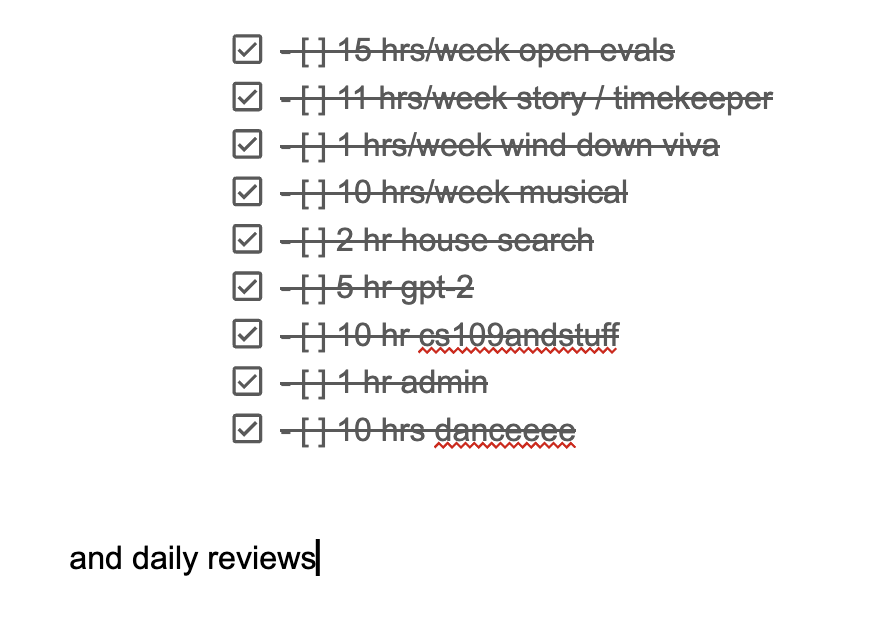 - [ ] 15 hrs/week open evals
- [ ] 11 hrs/week story / timekeeper
- [ ] 1 hrs/week wind down viva
- [ ] 10 hrs/week musical
- [ ] 2 hr house search
- [ ] 5 hr gpt-2
- [ ] 10 hr cs109andstuff
- [ ] 1 hr admin
- [ ] 10 hrs danceeee
and daily reviews